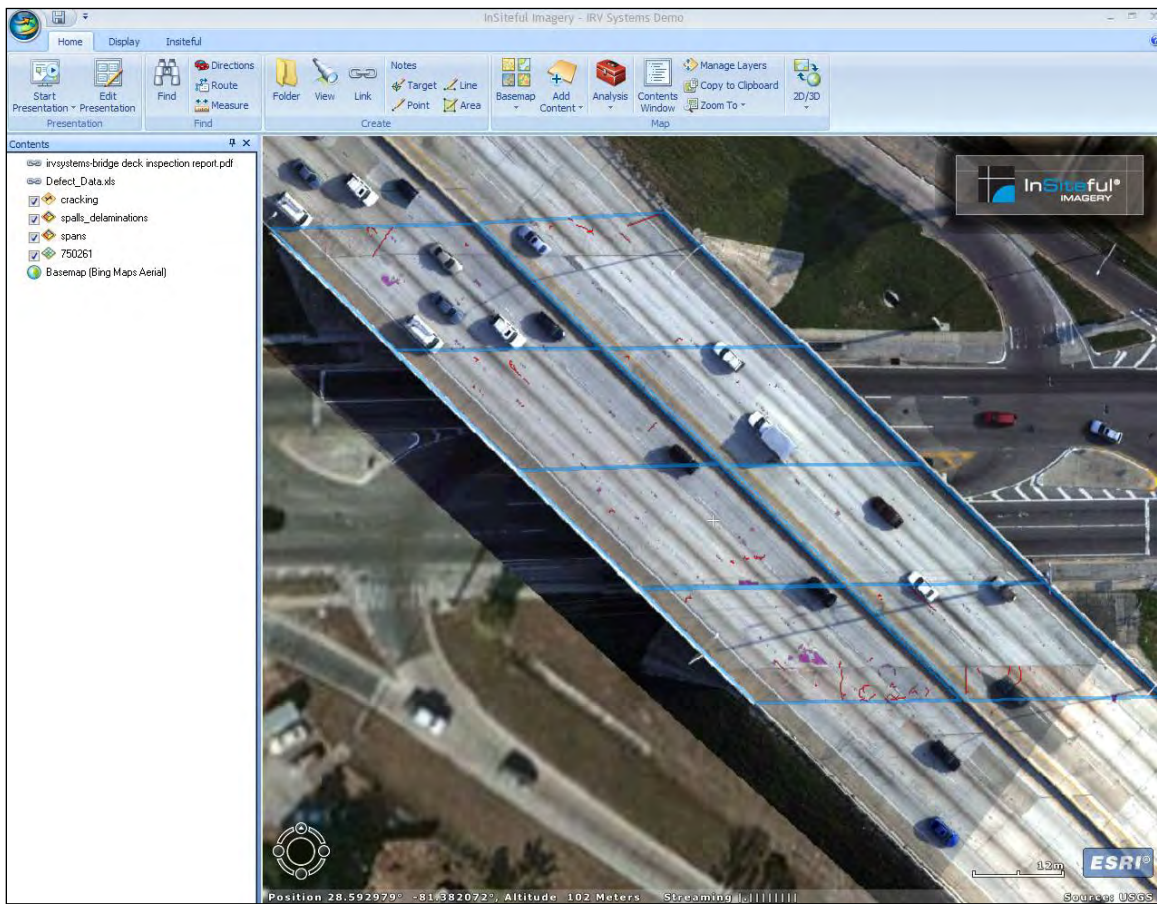 InSiteful Imagery - IRV Systems Demo
Home Display Insiteful
Start Presentation
Edit Presentation
Presentation
Find
Directions
Route
Measure
Find
Folder
View
Link
Notes
Target
Line
Point
Area
Create
Basemap
Add Content
Analysis
Contents Window
Manage Layers
Copy to Clipboard
Zoom To
Map
2D/3D
Contents
irvsystems-bridge deck inspection report.pdf
Defect_Data.xls
cracking
spalls_delaminations
spans
750261
Basemap (Bing Maps Aerial)
InSiteful®
IMAGERY
12m
ESRI®
Position 28.592979° -81.382072°, Altitude 102 Meters Streaming
Source: USGS